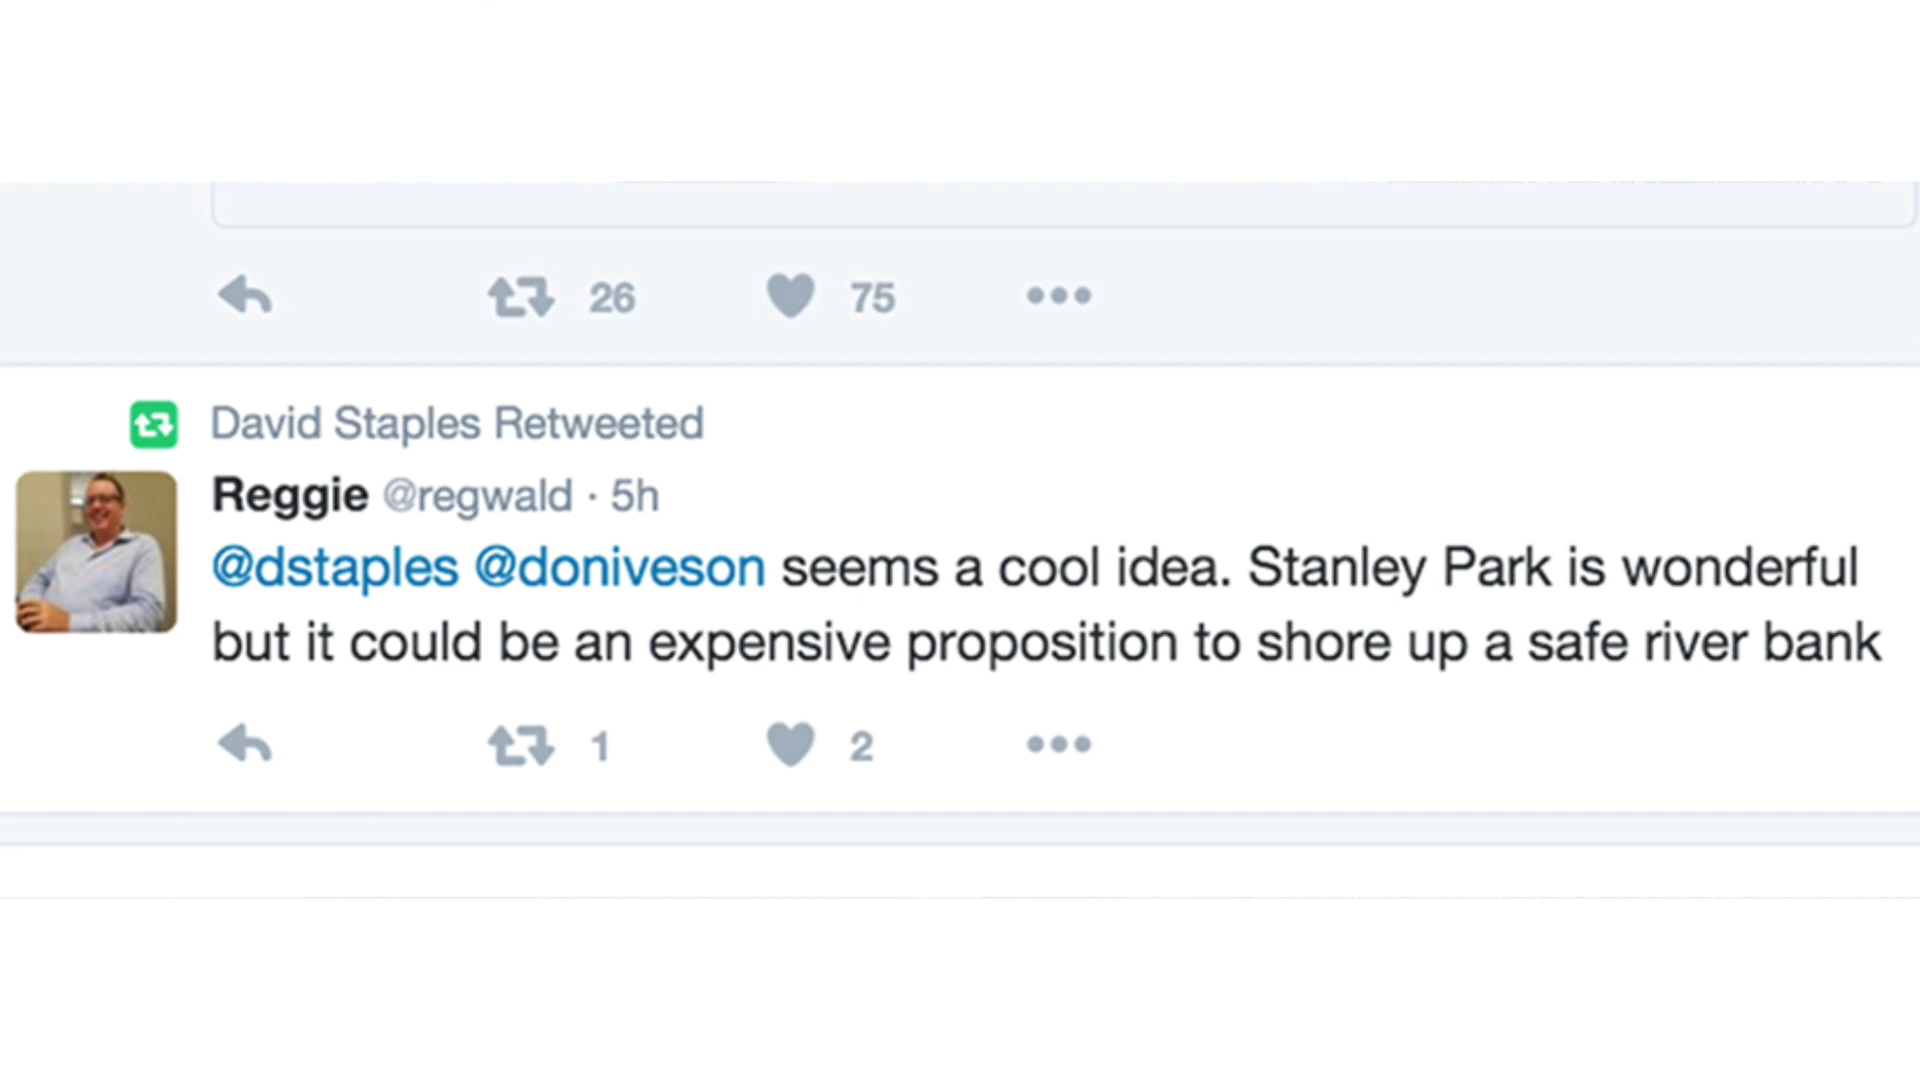 26 75
David Staples Retweeted
Reggie @regwald · 5h
@dstaples @doniveson seems a cool idea. Stanley Park is wonderful
but it could be an expensive proposition to shore up a safe river bank
1 2